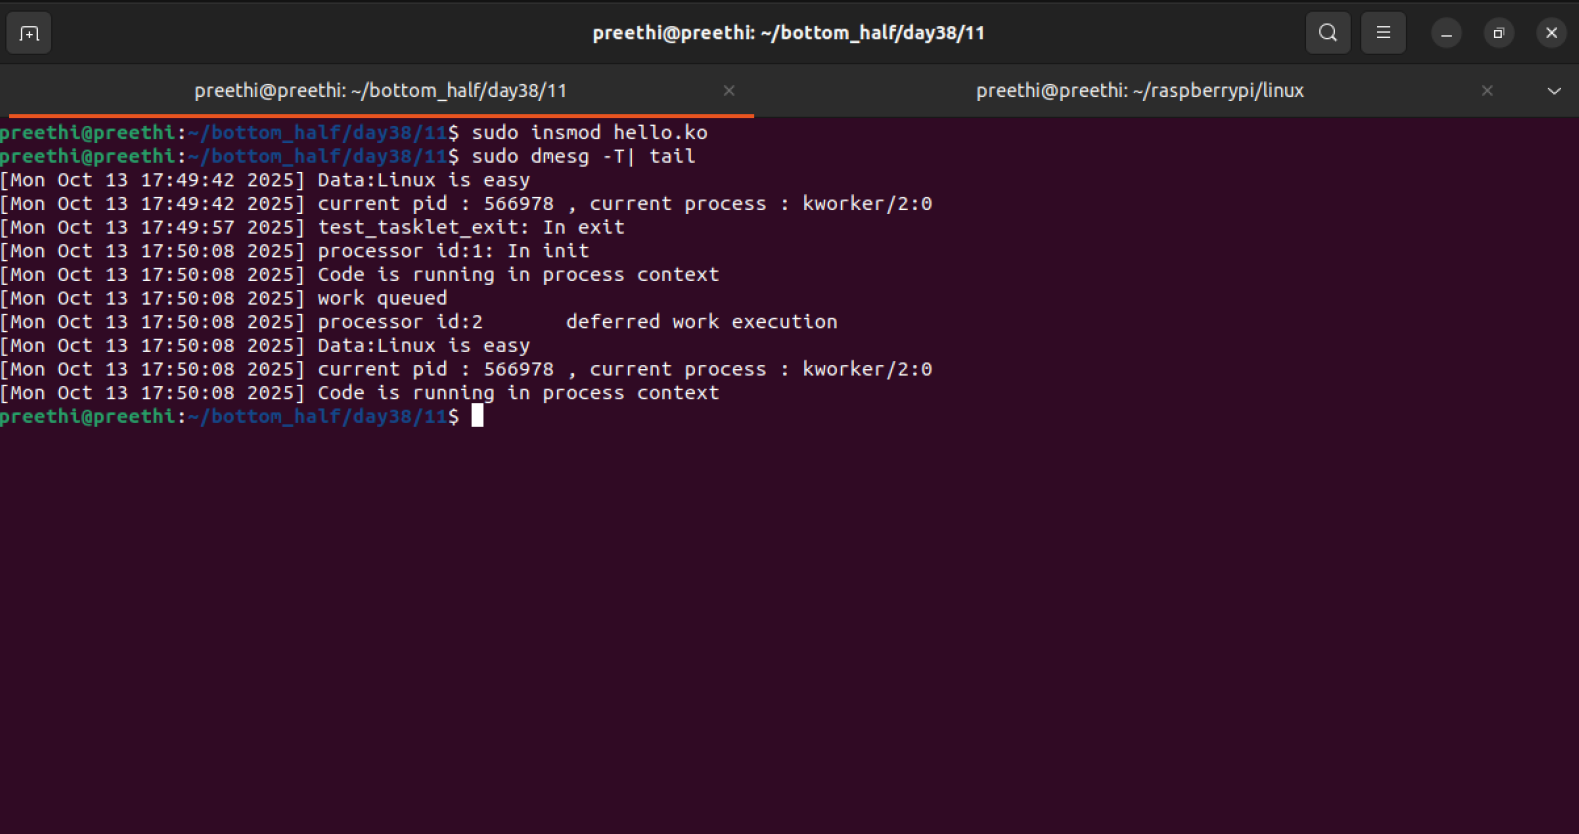 preethi@preethi: ~/bottom_half/day38/11
preethi@preethi: ~/bottom_half/day38/11
preethi@preethi: ~/raspberrypi/linux
preethi@preethi:~/bottom_half/day38/11$ sudo insmod hello.ko
preethi@preethi:~/bottom_half/day38/11$ sudo dmesg -T| tail
[Mon Oct 13 17:49:42 2025] Data:Linux is easy
[Mon Oct 13 17:49:42 2025] current pid : 566978 , current process : kworker/2:0
[Mon Oct 13 17:49:57 2025] test_tasklet_exit: In exit
[Mon Oct 13 17:50:08 2025] processor id:1: In init
[Mon Oct 13 17:50:08 2025] Code is running in process context
[Mon Oct 13 17:50:08 2025] work queued
[Mon Oct 13 17:50:08 2025] processor id:2       deferred work execution
[Mon Oct 13 17:50:08 2025] Data:Linux is easy
[Mon Oct 13 17:50:08 2025] current pid : 566978 , current process : kworker/2:0
[Mon Oct 13 17:50:08 2025] Code is running in process context
preethi@preethi:~/bottom_half/day38/11$